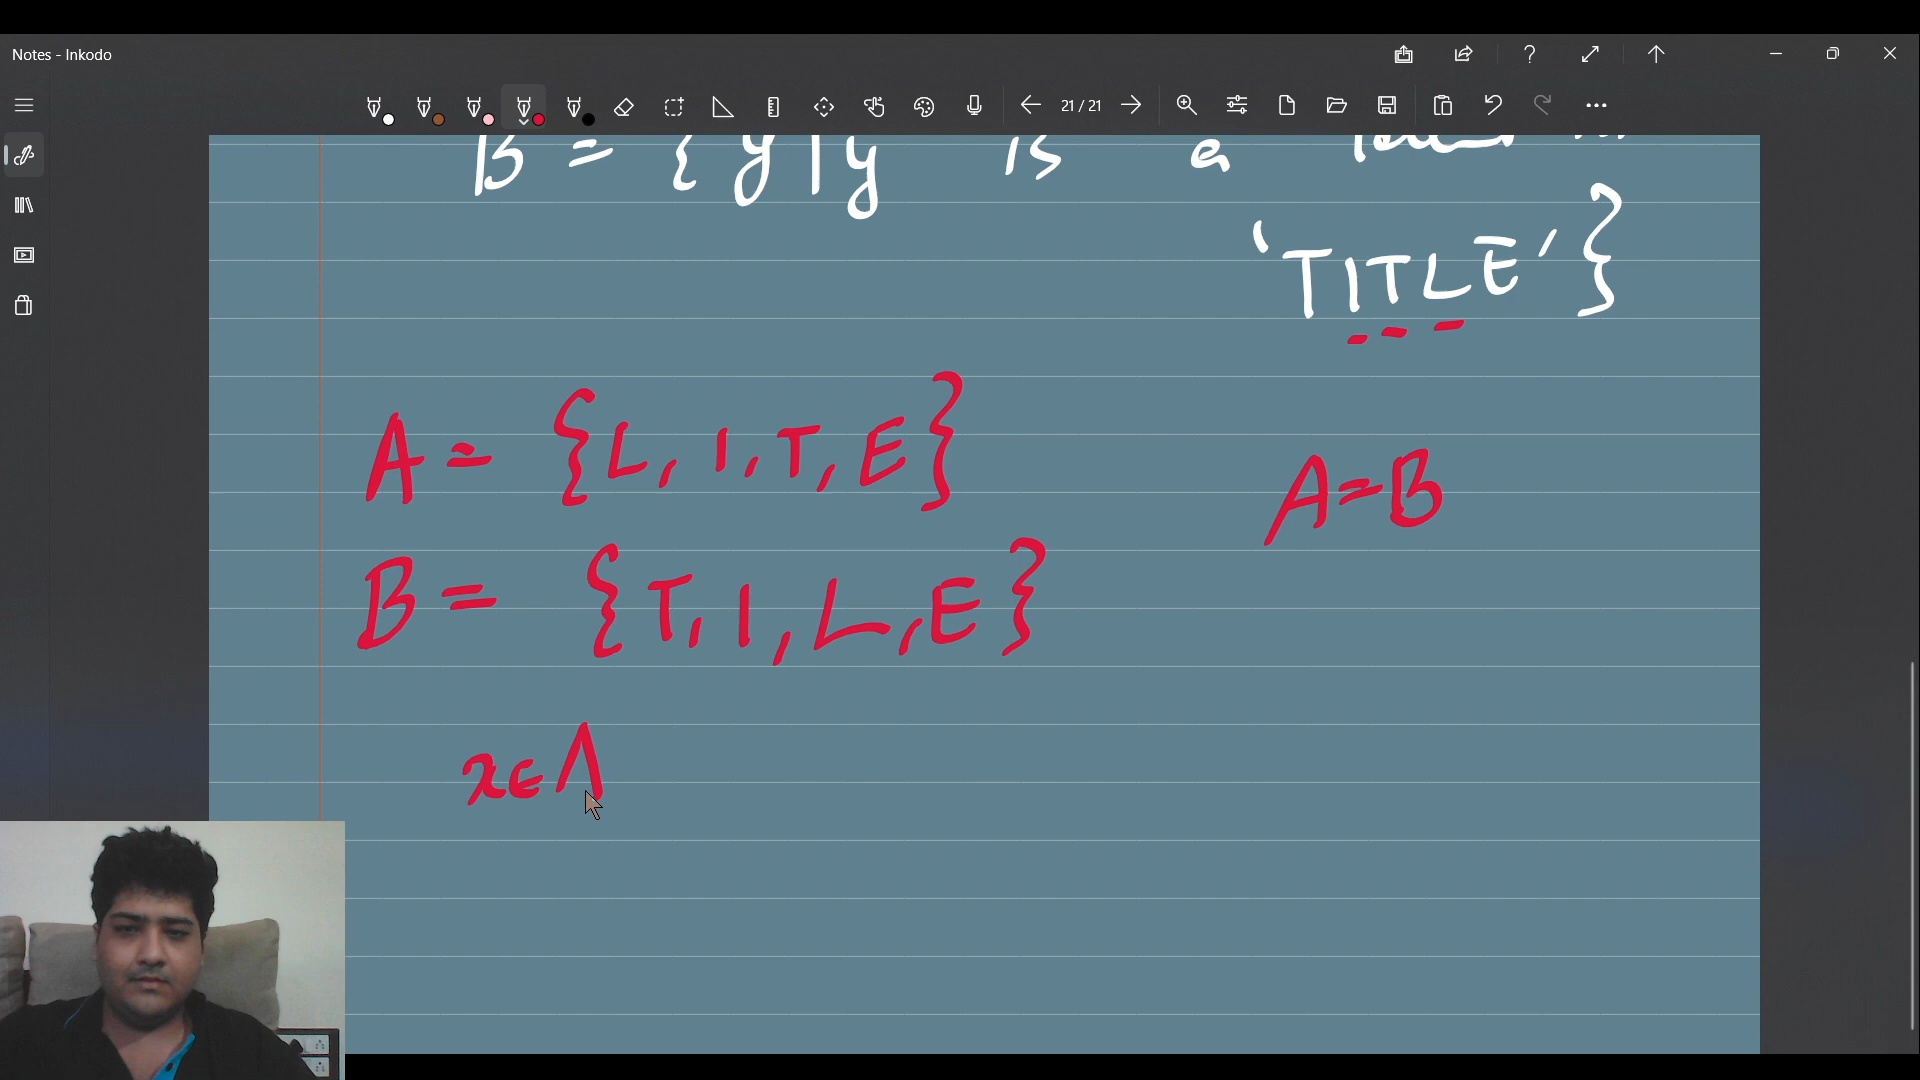 Notes - Inkodo
21 / 21
B = {y | y is a
'TITLE'}
A = {L, I, T, E}
A = B
B = {T, I, L, E}
x ∈